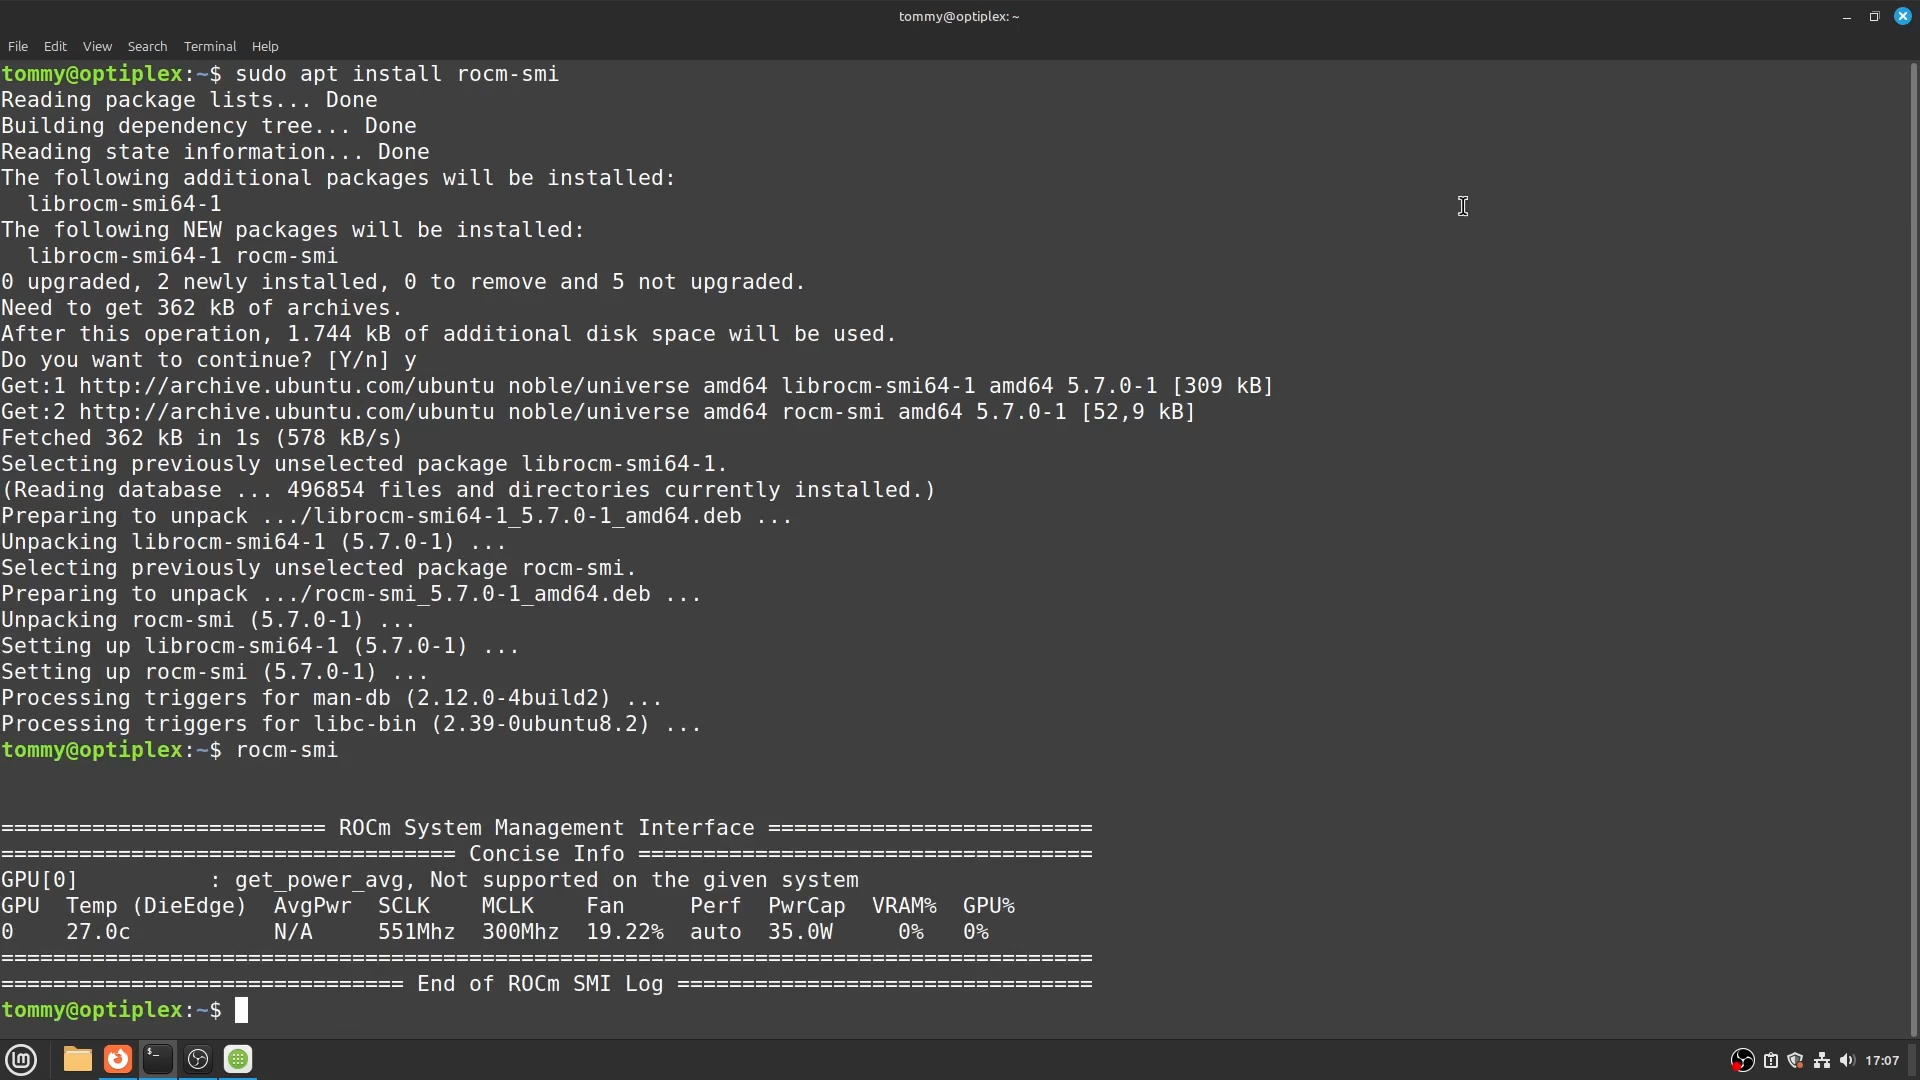 tommy@optiplex: ~
File Edit View Search Terminal Help
tommy@optiplex:~$ sudo apt install rocm-smi
Reading package lists... Done
Building dependency tree... Done
Reading state information... Done
The following additional packages will be installed:
  librocm-smi64-1
The following NEW packages will be installed:
  librocm-smi64-1 rocm-smi
0 upgraded, 2 newly installed, 0 to remove and 5 not upgraded.
Need to get 362 kB of archives.
After this operation, 1.744 kB of additional disk space will be used.
Do you want to continue? [Y/n] y
Get:1 http://archive.ubuntu.com/ubuntu noble/universe amd64 librocm-smi64-1 amd64 5.7.0-1 [309 kB]
Get:2 http://archive.ubuntu.com/ubuntu noble/universe amd64 rocm-smi amd64 5.7.0-1 [52,9 kB]
Fetched 362 kB in 1s (578 kB/s)
Selecting previously unselected package librocm-smi64-1.
(Reading database ... 496854 files and directories currently installed.)
Preparing to unpack .../librocm-smi64-1_5.7.0-1_amd64.deb ...
Unpacking librocm-smi64-1 (5.7.0-1) ...
Selecting previously unselected package rocm-smi.
Preparing to unpack .../rocm-smi_5.7.0-1_amd64.deb ...
Unpacking rocm-smi (5.7.0-1) ...
Setting up librocm-smi64-1 (5.7.0-1) ...
Setting up rocm-smi (5.7.0-1) ...
Processing triggers for man-db (2.12.0-4build2) ...
Processing triggers for libc-bin (2.39-0ubuntu8.2) ...
tommy@optiplex:~$ rocm-smi
========================= ROCm System Management Interface =========================
=================================== Concise Info ===================================
GPU[0]          : get_power_avg, Not supported on the given system
GPU  Temp (DieEdge)  AvgPwr  SCLK    MCLK    Fan     Perf  PwrCap  VRAM%  GPU%
0    27.0c           N/A     551Mhz  300Mhz  19.22%  auto  35.0W     0%   0%
====================================================================================
=============================== End of ROCm SMI Log ================================
tommy@optiplex:~$
17:07